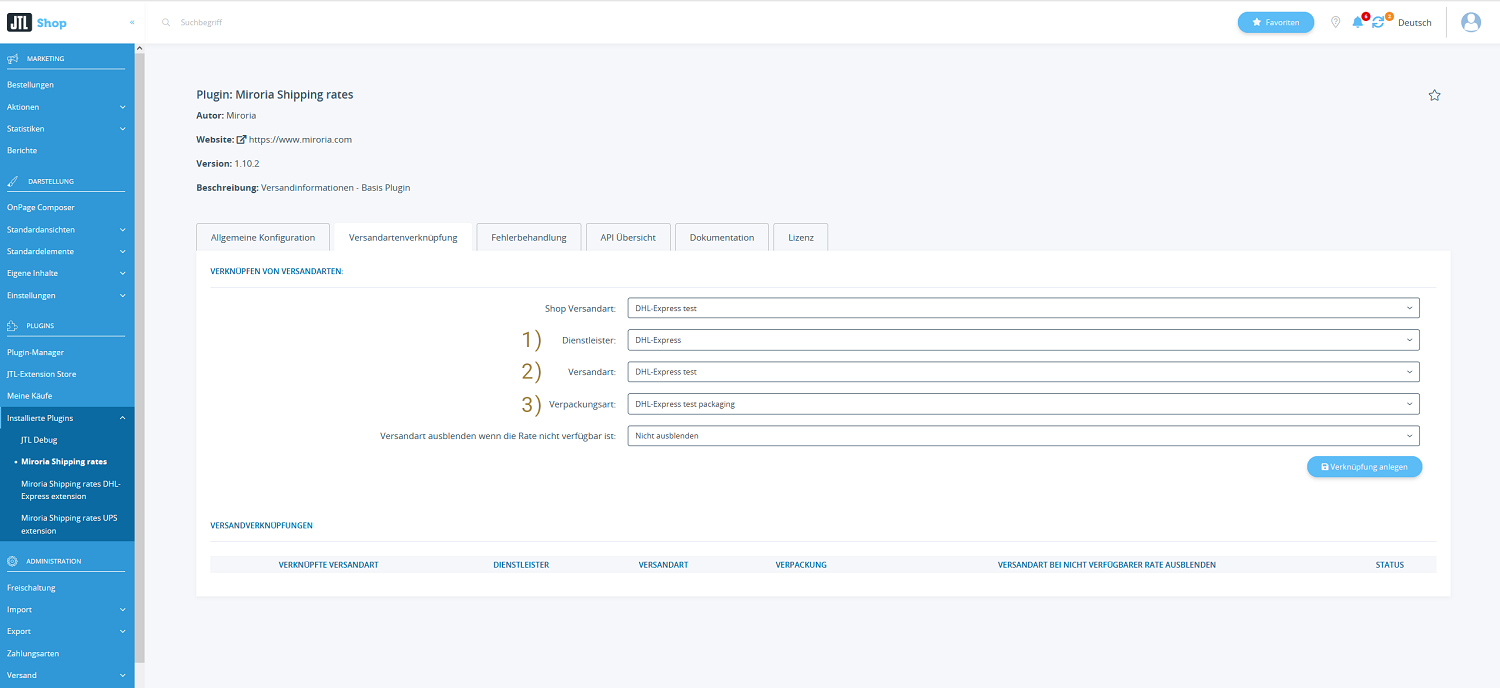 JTL Shop «
Suchbegriff
Favoriten
6
2
Deutsch
MARKETING
Bestellungen
Aktionen
Statistiken
Berichte
DARSTELLUNG
OnPage Composer
Standardansichten
Standardelemente
Eigene Inhalte
Einstellungen
PLUGINS
Plugin-Manager
JTL-Extension Store
Meine Käufe
Installierte Plugins
JTL Debug
• Miroria Shipping rates
Miroria Shipping rates DHL-
Express extension
Miroria Shipping rates UPS
extension
ADMINISTRATION
Freischaltung
Import
Export
Zahlungsarten
Versand
Plugin: Miroria Shipping rates
Autor: Miroria
Website: https://www.miroria.com
Version: 1.10.2
Beschreibung: Versandinformationen - Basis Plugin
Allgemeine Konfiguration Versandartenverknüpfung Fehlerbehandlung API Übersicht Dokumentation Lizenz
VERKNÜPFEN VON VERSANDARTEN:
Shop Versandart: DHL-Express test
1) Dienstleister: DHL-Express
2) Versandart: DHL-Express test
3) Verpackungsart: DHL-Express test packaging
Versandart ausblenden wenn die Rate nicht verfügbar ist: Nicht ausblenden
Verknüpfung anlegen
VERSANDVERKNÜPFUNGEN
VERKNÜPFTE VERSANDART DIENSTLEISTER VERSANDART VERPACKUNG VERSANDART BEI NICHT VERFÜGBARER RATE AUSBLENDEN STATUS